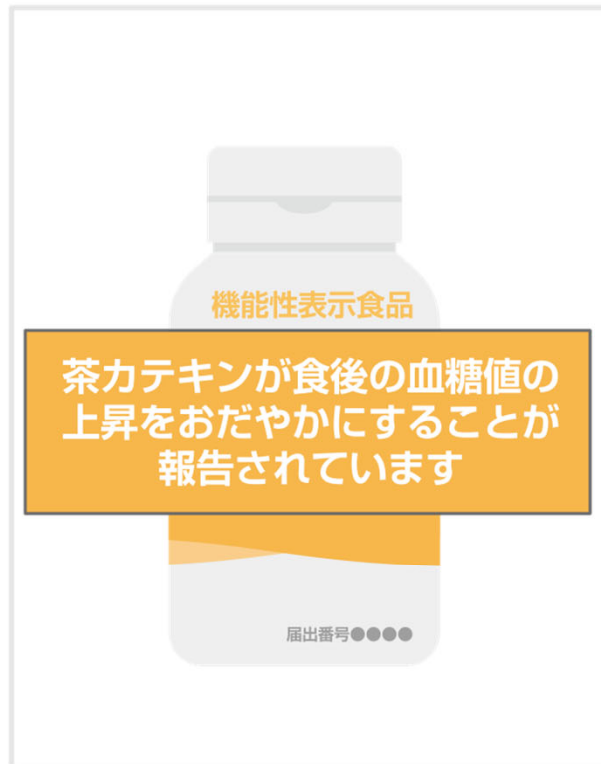 機能性表示食品
茶カテキンが食後の血糖値の
上昇をおだやかにすることが
報告されています
届出番号●●●●